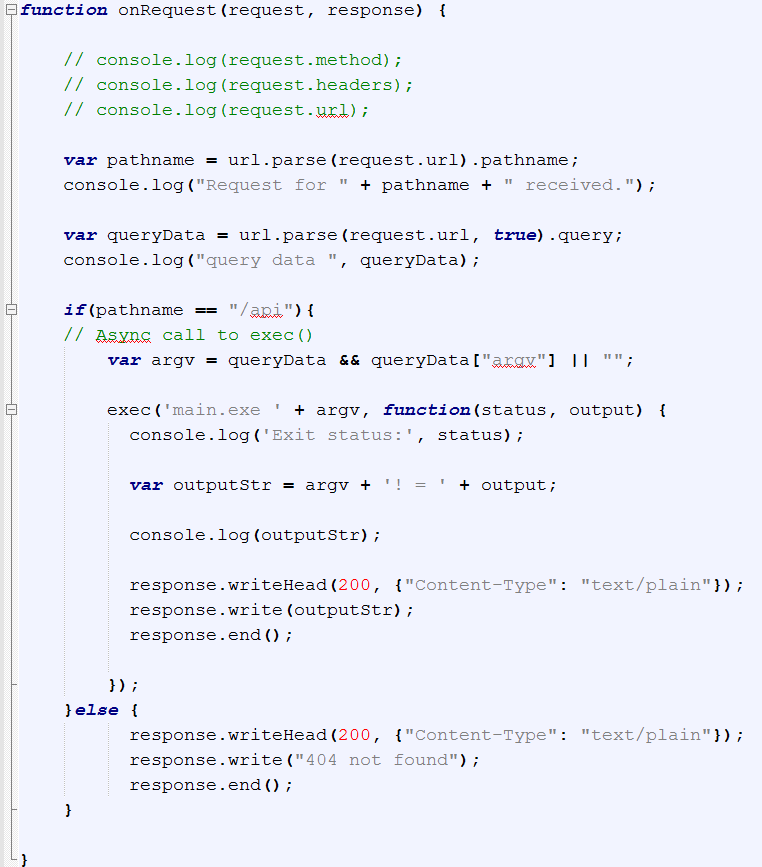 function onRequest(request, response) {
// console.log(request.method);
// console.log(request.headers);
// console.log(request.url);
var pathname = url.parse(request.url).pathname;
console.log("Request for " + pathname + " received.");
var queryData = url.parse(request.url, true).query;
console.log("query data ", queryData);
if(pathname == "/api"){
// Async call to exec()
var argv = queryData && queryData["argv"] || "";
exec('main.exe ' + argv, function(status, output) {
console.log('Exit status:', status);
var outputStr = argv + '! = ' + output;
console.log(outputStr);
response.writeHead(200, {"Content-Type": "text/plain"});
response.write(outputStr);
response.end();
});
}else {
response.writeHead(200, {"Content-Type": "text/plain"});
response.write("404 not found");
response.end();
}
}